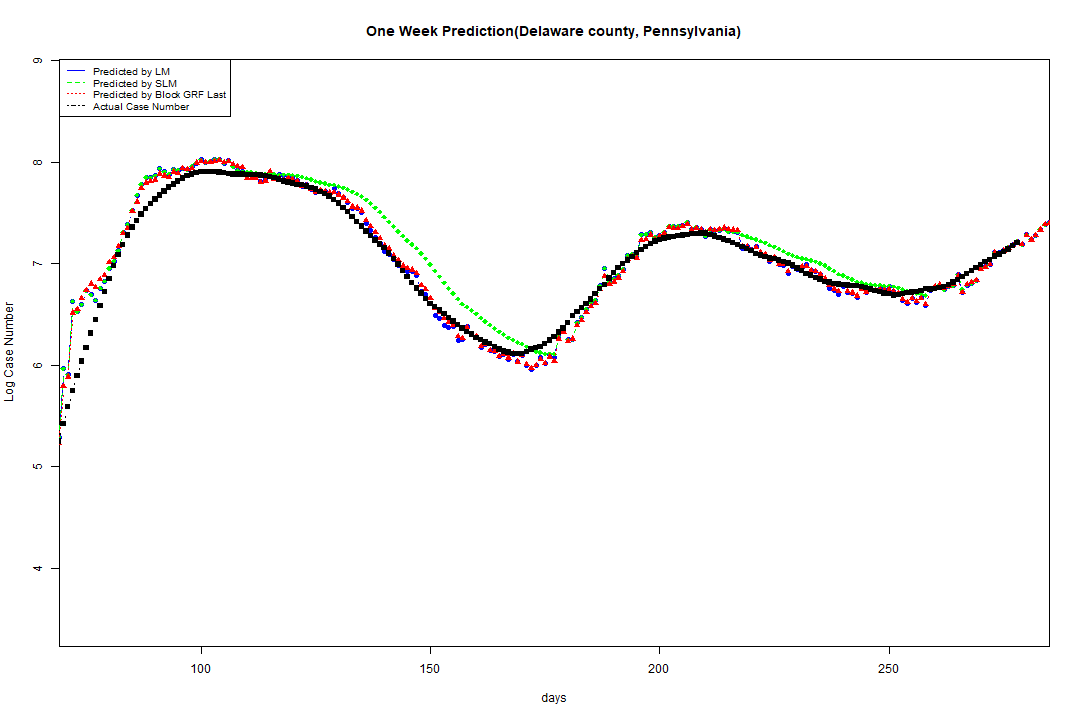 One Week Prediction(Delaware county, Pennsylvania)
Predicted by LM
Predicted by SLM
Predicted by Block GRF Last
Actual Case Number
9
8
7
6
5
4
Log Case Number
100 150 200 250
days